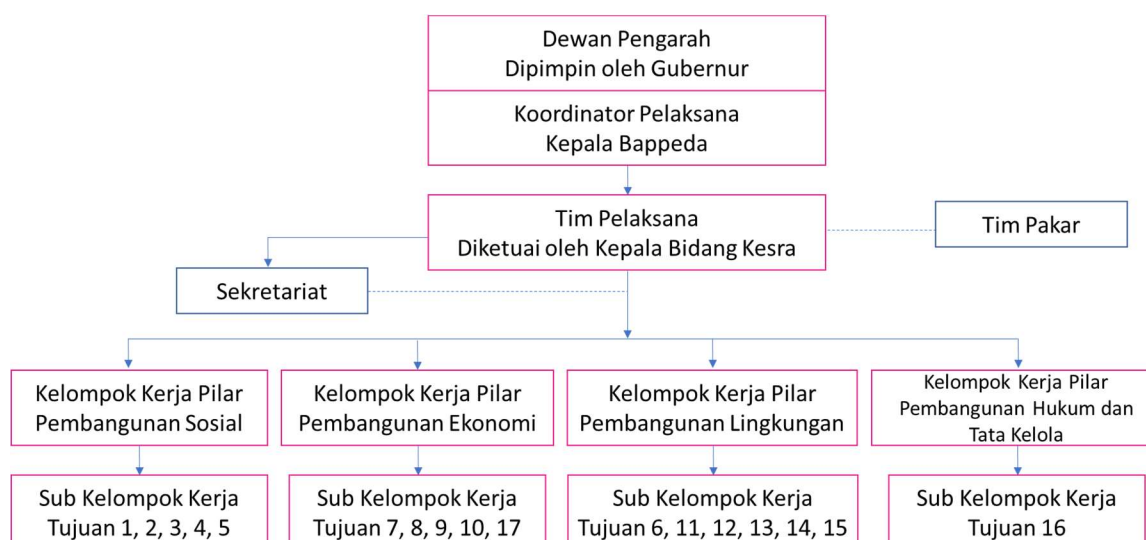 Dewan Pengarah
Dipimpin oleh Gubernur
Koordinator Pelaksana
Kepala Bappeda
Tim Pelaksana
Diketuai oleh Kepala Bidang Kesra
Tim Pakar
Sekretariat
Kelompok Kerja Pilar
Pembangunan Sosial
Kelompok Kerja Pilar
Pembangunan Ekonomi
Kelompok Kerja Pilar
Pembangunan Lingkungan
Kelompok Kerja Pilar
Pembangunan Hukum dan
Tata Kelola
Sub Kelompok Kerja
Tujuan 1, 2, 3, 4, 5
Sub Kelompok Kerja
Tujuan 7, 8, 9, 10, 17
Sub Kelompok Kerja
Tujuan 6, 11, 12, 13, 14, 15
Sub Kelompok Kerja
Tujuan 16